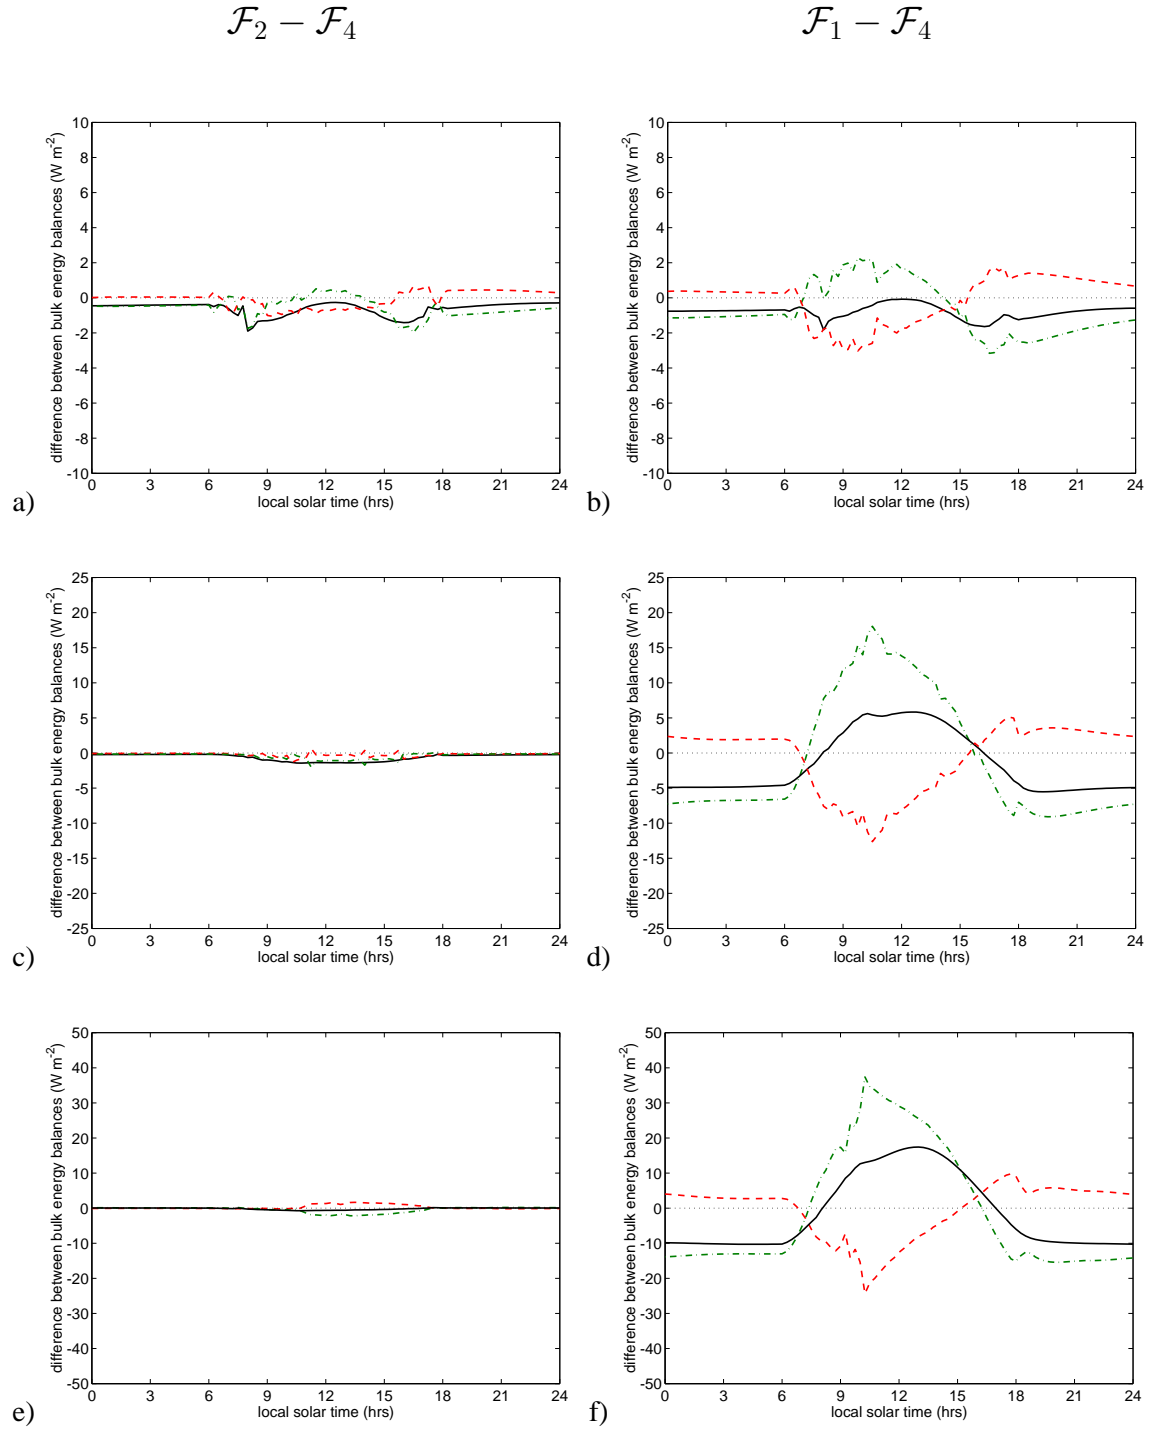 𝓕₂ − 𝓕₄
𝓕₁ − 𝓕₄
difference between bulk energy balances (W m⁻²)
10
8
6
4
2
0
-2
-4
-6
-8
-10
0 3 6 9 12 15 18 21 24
local solar time (hrs)
a)
difference between bulk energy balances (W m⁻²)
10
8
6
4
2
0
-2
-4
-6
-8
-10
0 3 6 9 12 15 18 21 24
local solar time (hrs)
b)
difference between bulk energy balances (W m⁻²)
25
20
15
10
5
0
-5
-10
-15
-20
-25
0 3 6 9 12 15 18 21 24
local solar time (hrs)
c)
difference between bulk energy balances (W m⁻²)
25
20
15
10
5
0
-5
-10
-15
-20
-25
0 3 6 9 12 15 18 21 24
local solar time (hrs)
d)
difference between bulk energy balances (W m⁻²)
50
40
30
20
10
0
-10
-20
-30
-40
-50
0 3 6 9 12 15 18 21 24
local solar time (hrs)
e)
difference between bulk energy balances (W m⁻²)
50
40
30
20
10
0
-10
-20
-30
-40
-50
0 3 6 9 12 15 18 21 24
local solar time (hrs)
f)